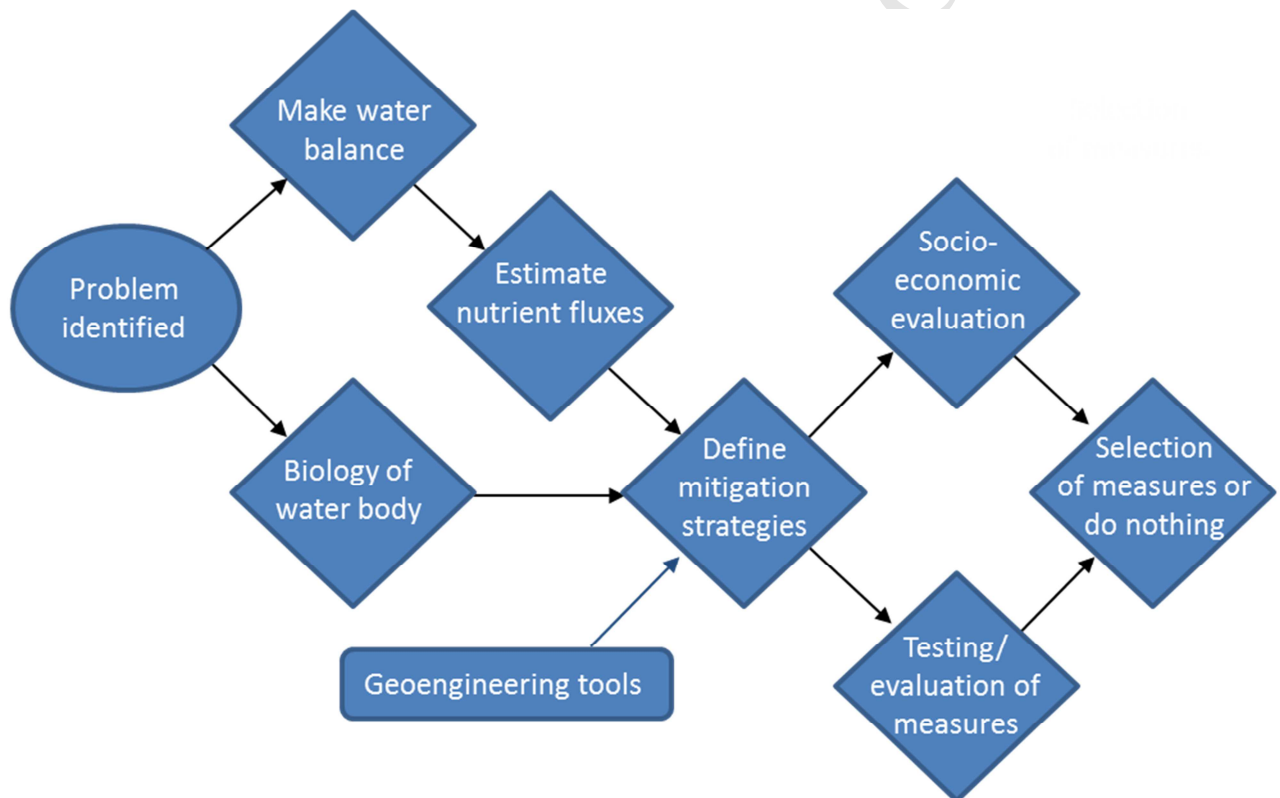 Make water
balance
Problem
identified
Estimate
nutrient fluxes
Biology of
water body
Define
mitigation
strategies
Geoengineering tools
Socio-
economic
evaluation
Testing/
evaluation of
measures
Selection
of measures or
do nothing